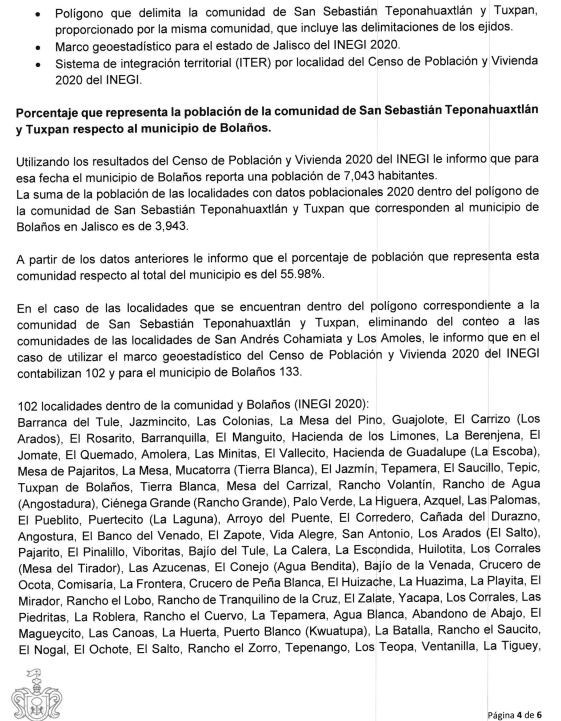 • Polígono que delimita la comunidad de San Sebastián Teponahuaxtlán y Tuxpan,
proporcionado por la misma comunidad, que incluye las delimitaciones de los ejidos.
• Marco geoestadístico para el estado de Jalisco del INEGI 2020.
• Sistema de integración territorial (ITER) por localidad del Censo de Población y Vivienda
2020 del INEGI.
Porcentaje que representa la población de la comunidad de San Sebastián Teponahuaxtlán
y Tuxpan respecto al municipio de Bolaños.
Utilizando los resultados del Censo de Población y Vivienda 2020 del INEGI le informo que para
esa fecha el municipio de Bolaños reporta una población de 7,043 habitantes.
La suma de la población de las localidades con datos poblacionales 2020 dentro del polígono de
la comunidad de San Sebastián Teponahuaxtlán y Tuxpan que corresponden al municipio de
Bolaños en Jalisco es de 3,943.
A partir de los datos anteriores le informo que el porcentaje de población que representa esta
comunidad respecto al total del municipio es del 55.98%.
En el caso de las localidades que se encuentran dentro del polígono correspondiente a la
comunidad de San Sebastián Teponahuaxtlán y Tuxpan, eliminando del conteo a las
comunidades de las localidades de San Andrés Cohamiata y Los Amoles, le informo que en el
caso de utilizar el marco geoestadístico del Censo de Población y Vivienda 2020 del INEGI
contabilizan 102 y para el municipio de Bolaños 133.
102 localidades dentro de la comunidad y Bolaños (INEGI 2020):
Barranca del Tule, Jazmincito, Las Colonias, La Mesa del Pino, Guajolote, El Carrizo (Los
Arados), El Rosarito, Barranquilla, El Manguito, Hacienda de los Limones, La Berenjena, El
Jomate, El Quemado, Amolera, Las Minitas, El Vallecito, Hacienda de Guadalupe (La Escoba),
Mesa de Pajaritos, La Mesa, Mucatorra (Tierra Blanca), El Jazmín, Tepamera, El Saucillo, Tepic,
Tuxpan de Bolaños, Tierra Blanca, Mesa del Carrizal, Rancho Volantín, Rancho de Agua
(Angostadura), Ciénega Grande (Rancho Grande), Palo Verde, La Higuera, Azquel, Las Palomas,
El Pueblito, Puertecito (La Laguna), Arroyo del Puente, El Corredero, Cañada del Durazno,
Angostura, El Banco del Venado, El Zapote, Vida Alegre, San Antonio, Los Arados (El Salto),
Pajarito, El Pinalillo, Viboritas, Bajío del Tule, La Calera, La Escondida, Huilotita, Los Corrales
(Mesa del Tirador), Las Azucenas, El Conejo (Agua Bendita), Bajío de la Venada, Crucero de
Ocota, Comisaría, La Frontera, Crucero de Peña Blanca, El Huizache, La Huazima, La Playita, El
Mirador, Rancho el Lobo, Rancho de Tranquilino de la Cruz, El Zalate, Yacapa, Los Corrales, Las
Piedritas, La Roblera, Rancho el Cuervo, La Tepamera, Agua Blanca, Abandono de Abajo, El
Magueycito, Las Canoas, La Huerta, Puerto Blanco (Kwuatupa), La Batalla, Rancho el Saucito,
El Nogal, El Ochote, El Salto, Rancho el Zorro, Tepenango, Los Teopa, Ventanilla, La Tiguey,
Página 4 de 6